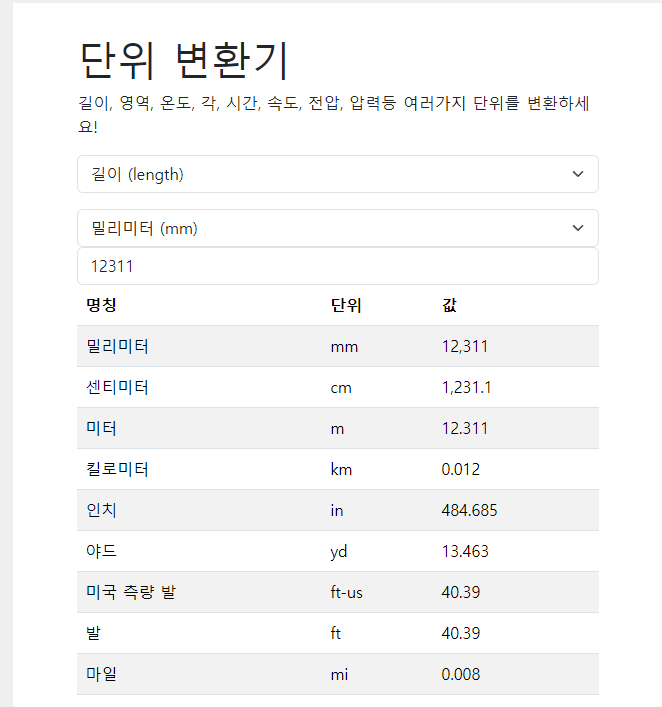 단위 변환기
길이, 영역, 온도, 각, 시간, 속도, 전압, 압력등 여러가지 단위를 변환하세
요!
길이 (length)
밀리미터 (mm)
12311
명칭 단위 값
밀리미터 mm 12,311
센티미터 cm 1,231.1
미터 m 12.311
킬로미터 km 0.012
인치 in 484.685
야드 yd 13.463
미국 측량 발 ft-us 40.39
발 ft 40.39
마일 mi 0.008